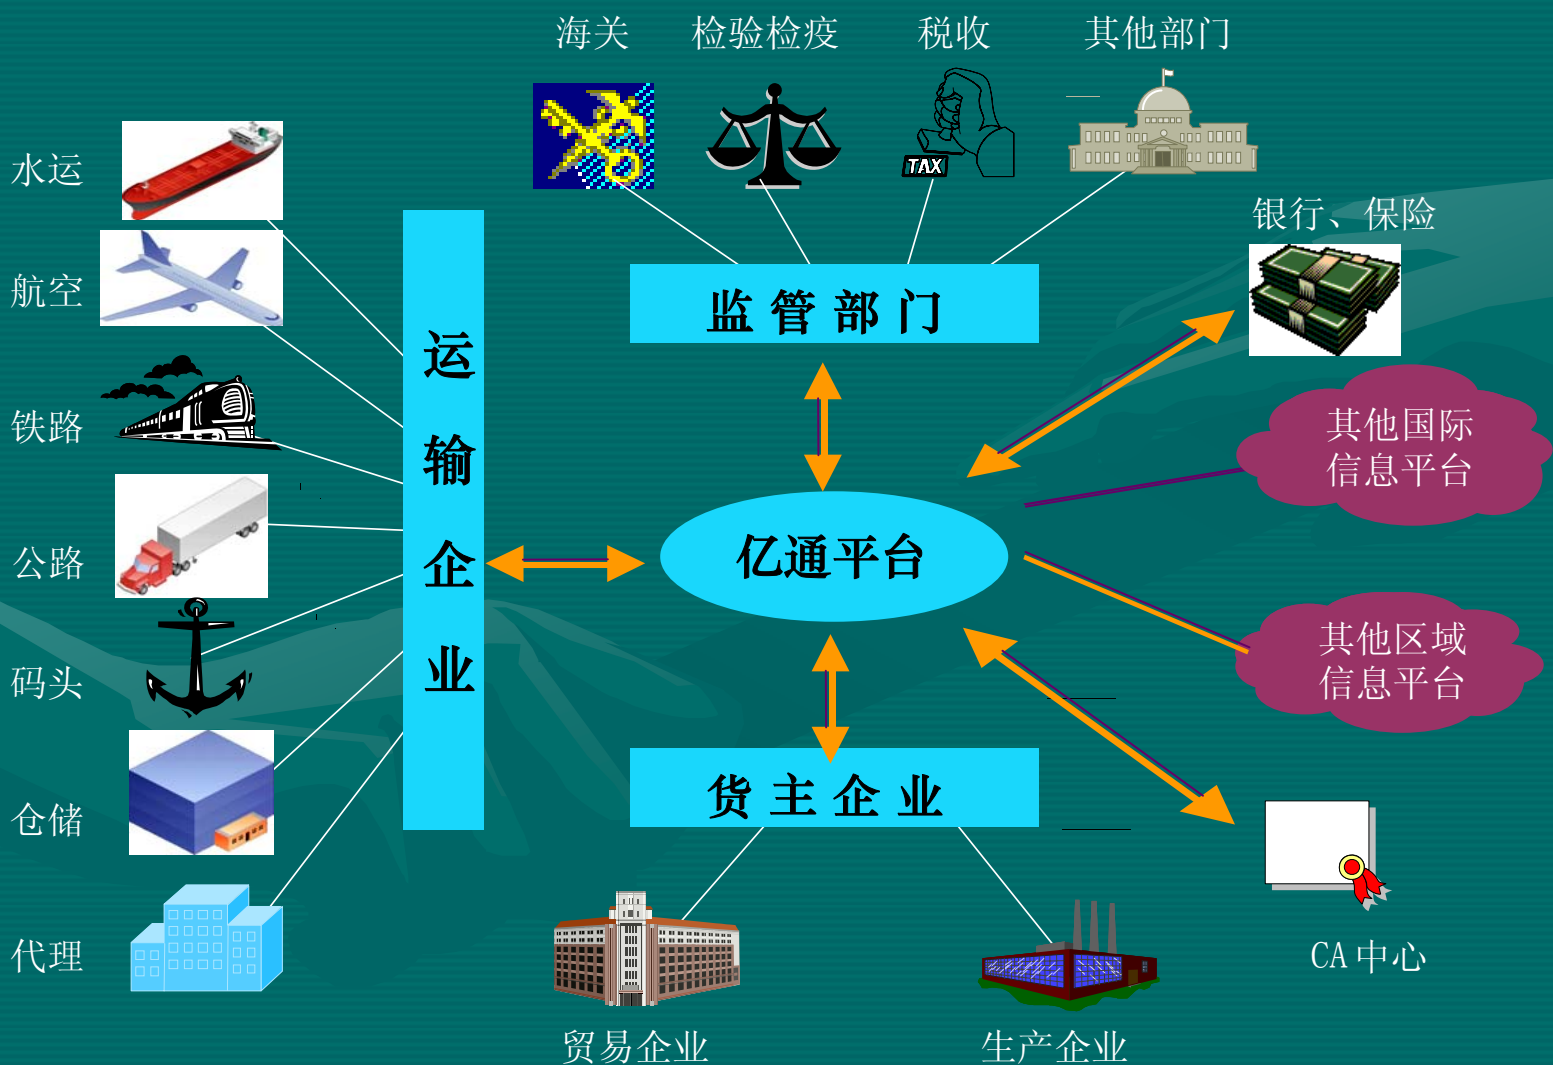 海关
检验检疫
税收
其他部门
TAX
水运
航空
铁路
公路
码头
仓储
代理
运输企业
监管部门
亿通平台
货主企业
银行、保险
其他国际
信息平台
其他区域
信息平台
CA中心
贸易企业
生产企业